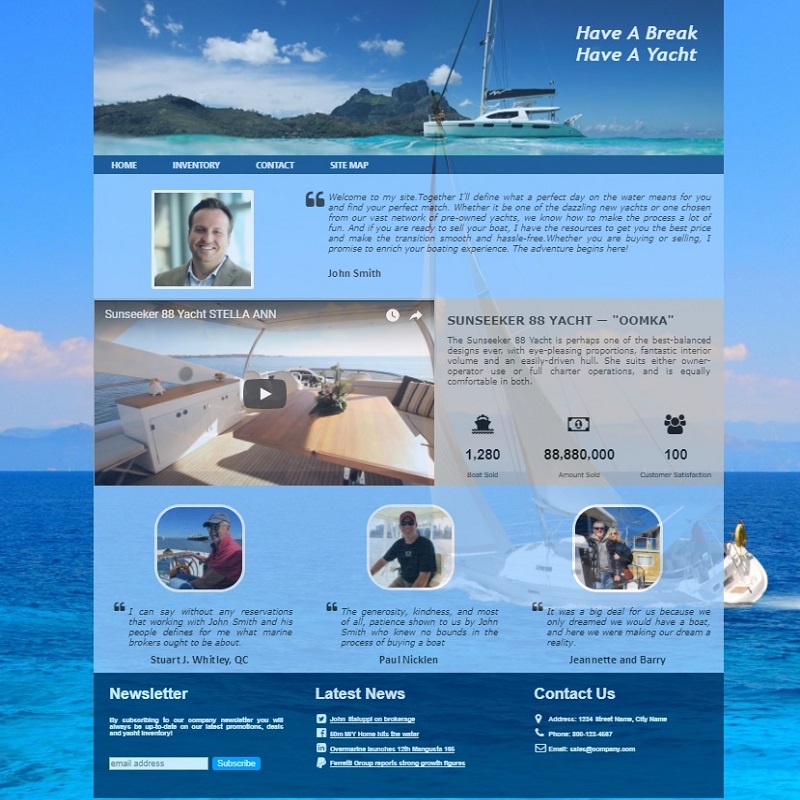 Have A Break
Have A Yacht
HOME INVENTORY CONTACT SITE MAP
Welcome to my site.Together I'll define what a perfect day on the water means for you
and find your perfect match. Whether it be one of the dazzling new yachts or one chosen
from our vast network of pre-owned yachts, we know how to make the process a lot of
fun. And if you are ready to sell your boat, I have the resources to get you the best price
and make the transition smooth and hassle-free.Whether you are buying or selling, I
promise to enrich your boating experience. The adventure begins here!
John Smith
Sunseeker 88 Yacht STELLA ANN
SUNSEEKER 88 YACHT — "OOMKA"
The Sunseeker 88 Yacht is perhaps one of the best-balanced
designs ever, with eye-pleasing proportions, fantastic interior
volume and an easily-driven hull. She suits either owner-
operator use or full charter operations, and is equally
comfortable in both.
1,280 88,880,000 100
Boat Sold Amount Sold Customer Satisfaction
I can say without any reservations
that working with John Smith and his
people defines for me what marine
brokers ought to be about.
Stuart J. Whitley, QC
The generosity, kindness, and most
of all, patience shown to us by John
Smith who knew no bounds in the
process of buying a boat
Paul Nicklen
It was a big deal for us because we
only dreamed we would have a boat,
and here we were making our dream a
reality.
Jeannette and Barry
Newsletter
By subscribing to our company newsletter you will
always be up-to-date on our latest promotions, deals
and yacht inventory!
email address Subscribe
Latest News
John Staluppi on brokerage
50m M/Y Home hits the water
Overmarine launches 12th Mangusta 165
Ferretti Group reports strong growth figures
Contact Us
Address: 1234 Street Name, City Name
Phone: 800-123-4567
Email: sales@company.com